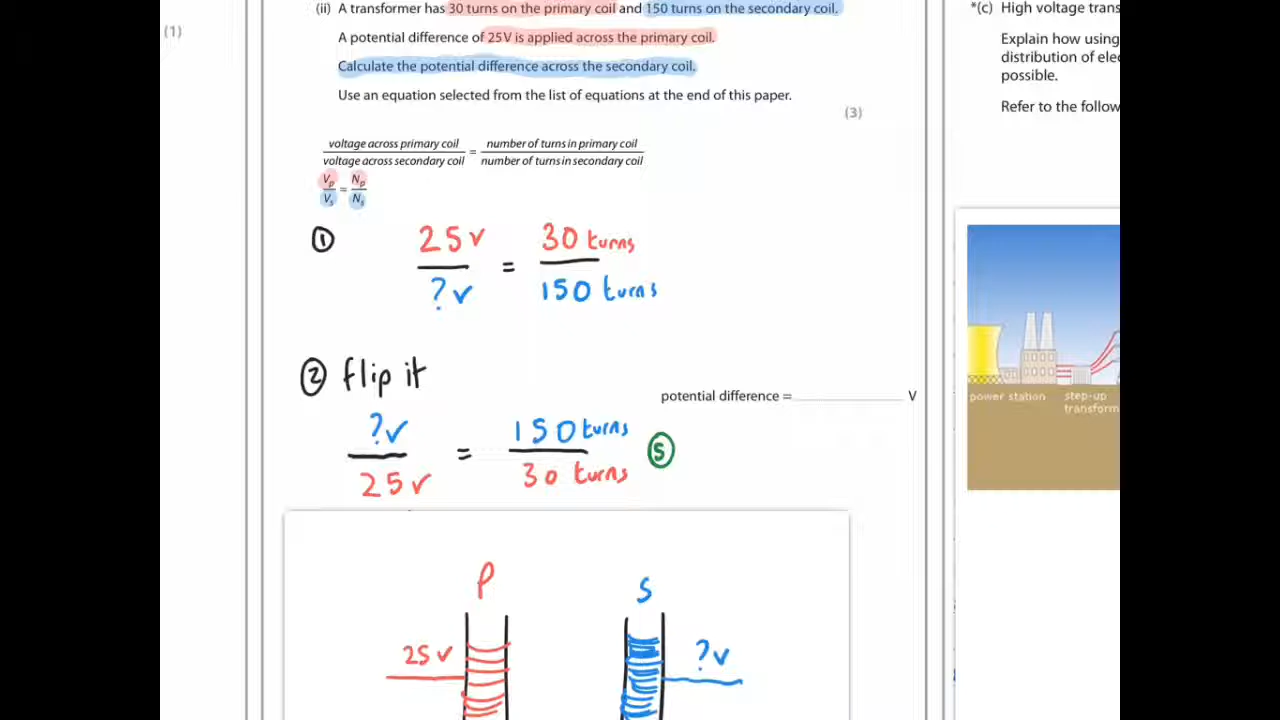 (1)
(ii) A transformer has 30 turns on the primary coil and 150 turns on the secondary coil.
A potential difference of 25V is applied across the primary coil.
Calculate the potential difference across the secondary coil.
Use an equation selected from the list of equations at the end of this paper.
(3)
voltage across primary coil / voltage across secondary coil = number of turns in primary coil / number of turns in secondary coil
Vp / Vs = Np / Ns
① 25 v / ? v = 30 turns / 150 turns
② flip it
potential difference = V
? v / 25 v = 150 turns / 30 turns ⑤
P S
25 v ? v
*(c) High voltage trans
Explain how using
distribution of ele
possible.
Refer to the follow
power station
step-up
transform